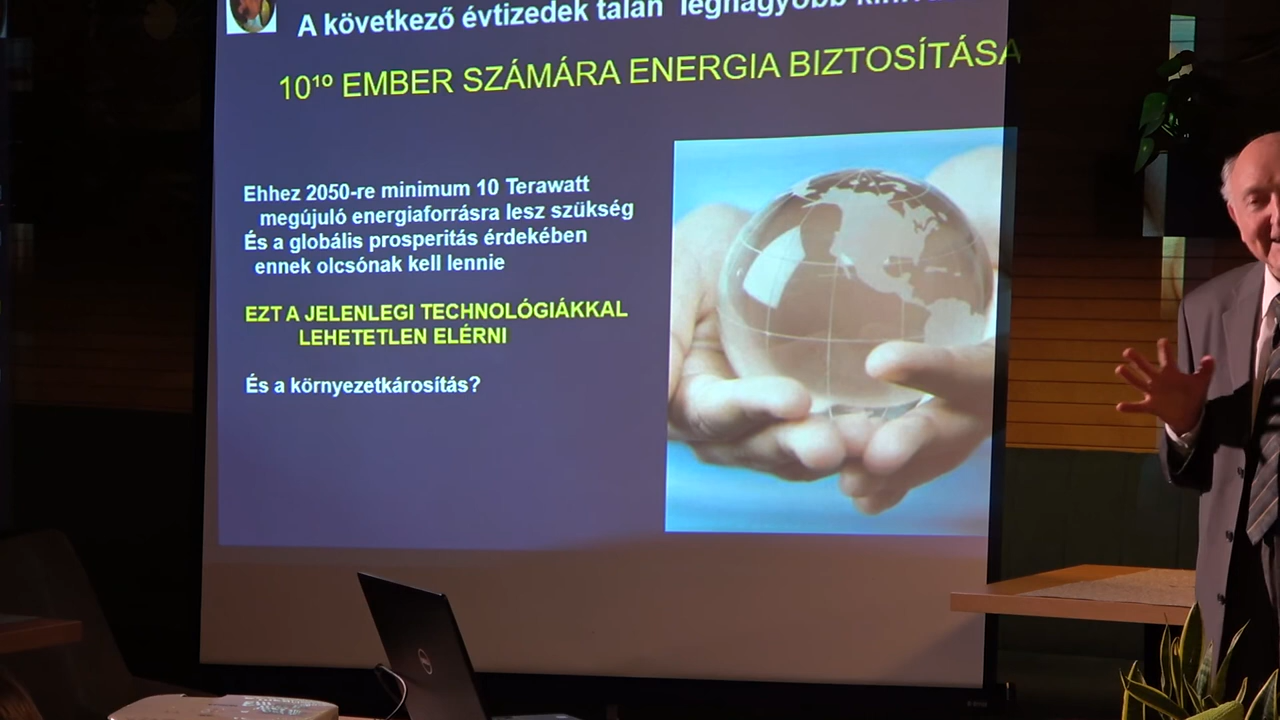 A következő évtizedek talán legnagyobb
10¹⁰ EMBER SZÁMÁRA ENERGIA BIZTOSÍTÁSA
Ehhez 2050-re minimum 10 Terawatt
megújuló energiaforrásra lesz szükség
És a globális prosperitás érdekében
ennek olcsónak kell lennie
EZT A JELENLEGI TECHNOLÓGIÁKKAL
LEHETETLEN ELÉRNI
És a környezetkárosítás?
DELL